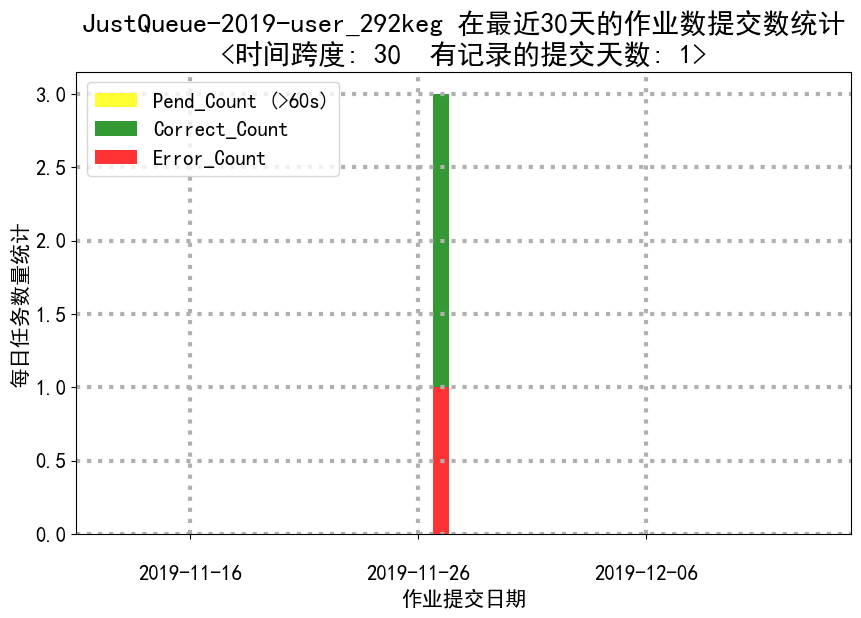 JustQueue-2019-user_292keg 在最近30天的作业数提交数统计
<时间跨度: 30  有记录的提交天数: 1>
Pend_Count (>60s)
Correct_Count
Error_Count
每日任务数量统计
3.0
2.5
2.0
1.5
1.0
0.5
0.0
2019-11-16
2019-11-26
2019-12-06
作业提交日期